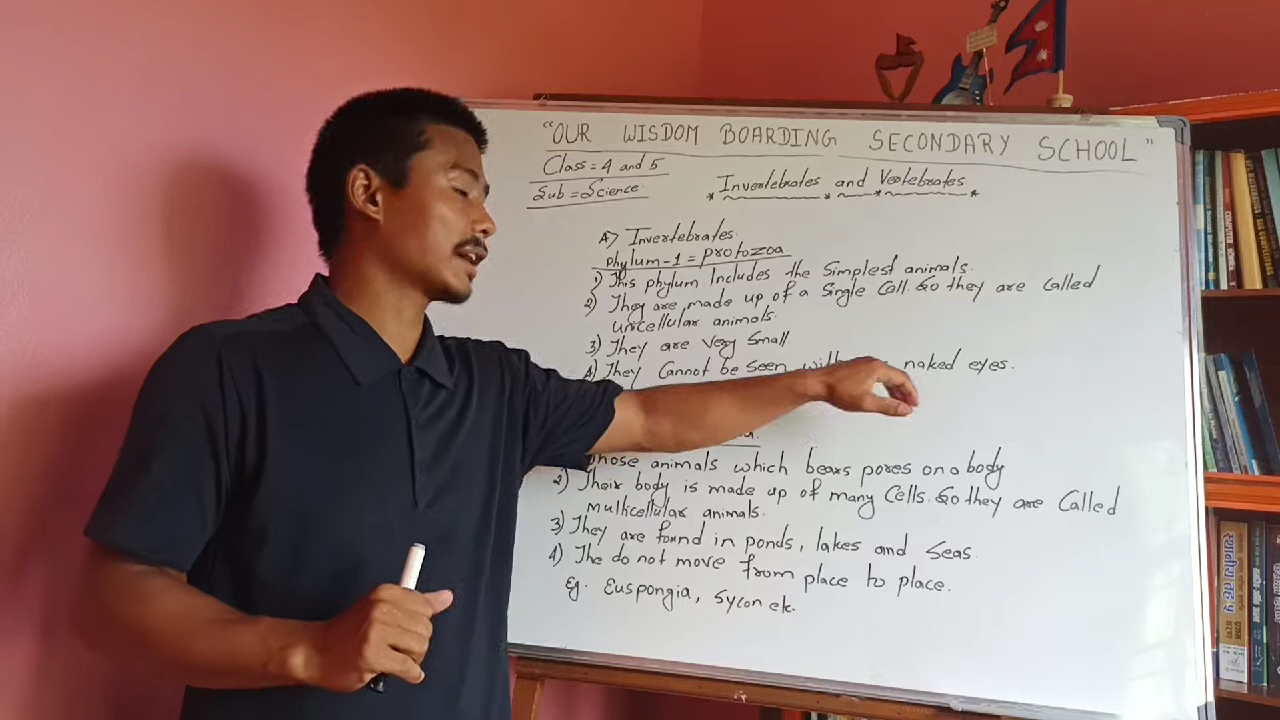 "OUR WISDOM BOARDING SECONDARY SCHOOL"
Class = 4 and 5
Sub = Science
Invertebrates and Vertebrates
A) Invertebrates
Phylum-1 = protozoa
1) This phylum Includes the Simplest animals.
2) They are made up of a Single Cell So they are Called
unicellular animals.
3) They are very Small
4) They Cannot be Seen naked eyes.
those animals which bears pores on a body
2) Their body is made up of many Cells. So they are Called
multicellular animals.
3) They are found in ponds, lakes and Seas.
4) The do not move from place to place.
Eg. Euspongia, Sycon etc.